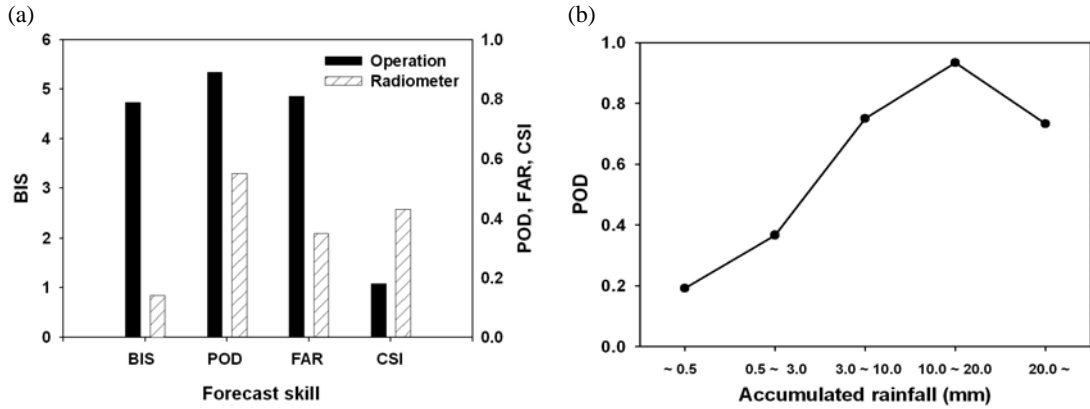 (a)
6
5
4
3
2
1
0
BIS
Operation
Radiometer
1.0
0.8
0.6
0.4
0.2
0.0
POD, FAR, CSI
BIS POD FAR CSI
Forecast skill
(b)
1.0
0.8
0.6
0.4
0.2
0.0
POD
~ 0.5 0.5 ~ 3.0 3.0 ~ 10.0 10.0 ~ 20.0 20.0 ~
Accumulated rainfall (mm)